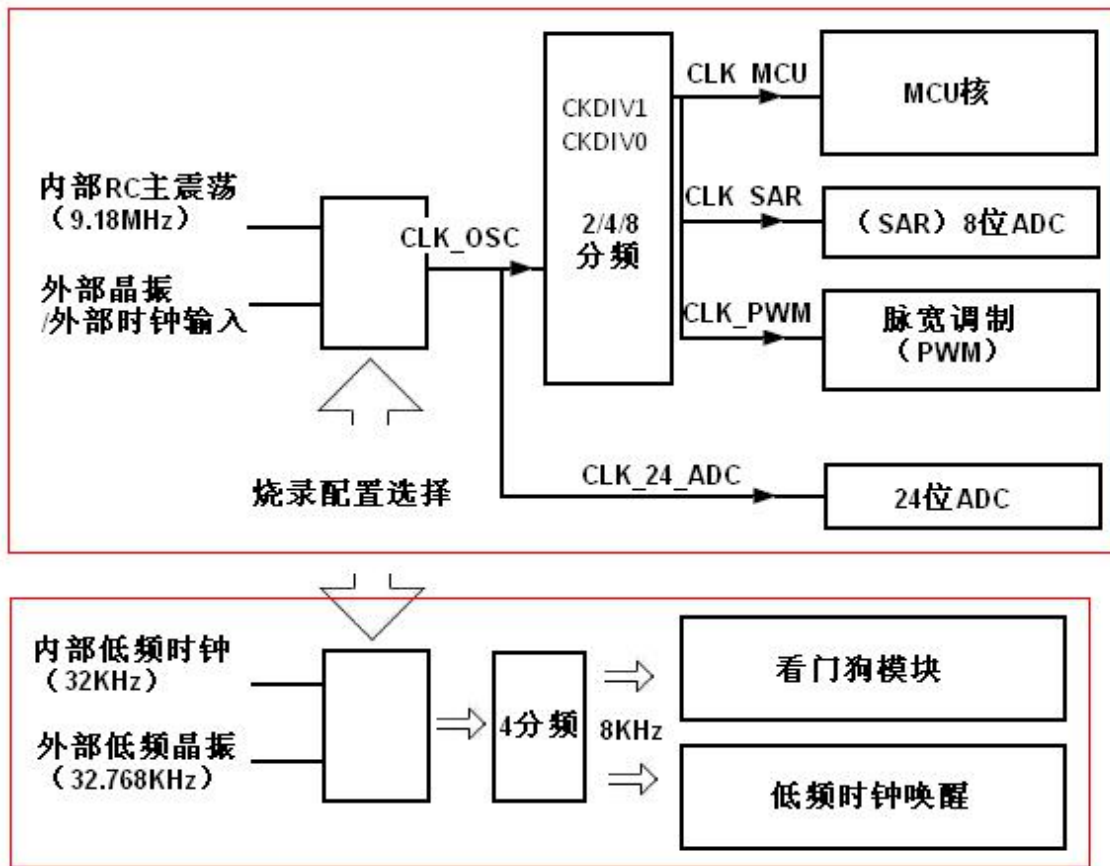 CLK_MCU
MCU核
CKDIV1
CKDIV0
内部RC主震荡
（9.18MHz）
CLK_SAR
（SAR）8位ADC
2/4/8
分频
CLK_OSC
外部晶振
/外部时钟输入
CLK_PWM
脉宽调制
（PWM）
烧录配置选择
CLK_24_ADC
24位ADC
内部低频时钟
（32KHz）
看门狗模块
4分频
8KHz
外部低频晶振
（32.768KHz）
低频时钟唤醒